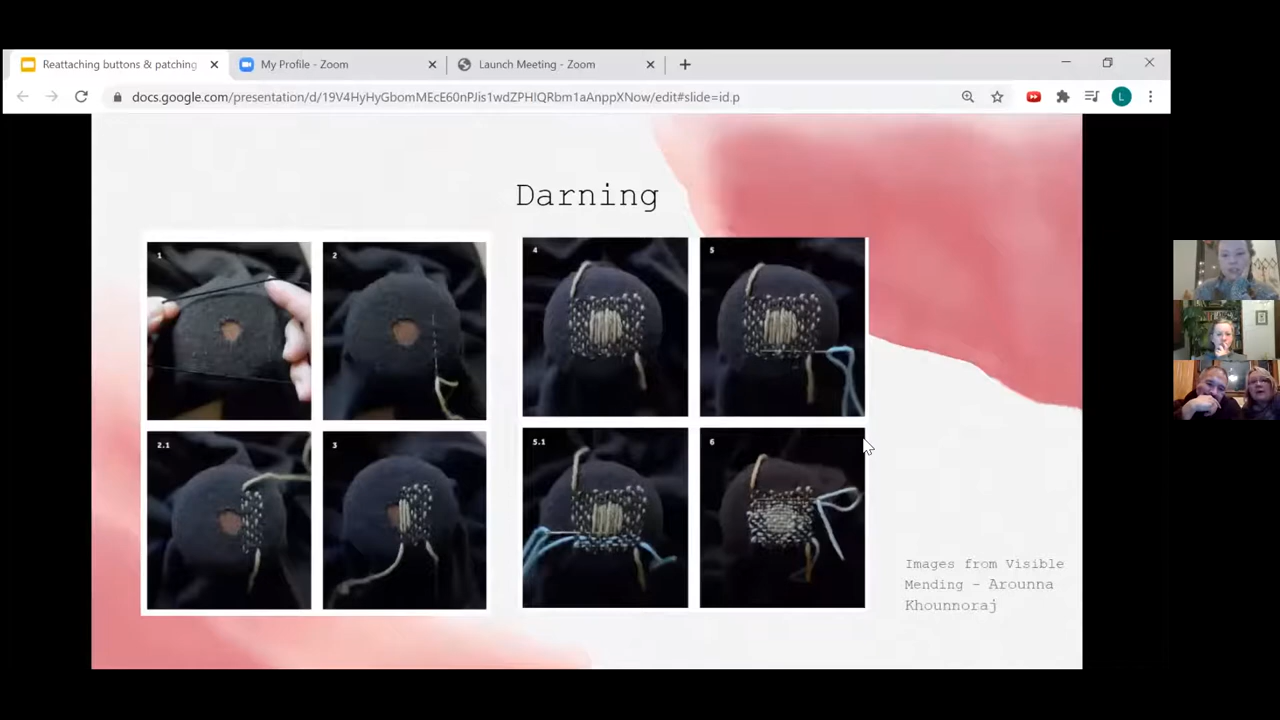 Reattaching buttons & patching
My Profile - Zoom
Launch Meeting - Zoom
docs.google.com/presentation/d/19V4HyHyGbomMEcE60nPJis1wdZPHlQRbm1aAnppXNow/edit#slide=id.p
L
Darning
1
2
4
5
2.1
3
5.1
6
Images from Visible
Mending - Arounna
Khounnoraj